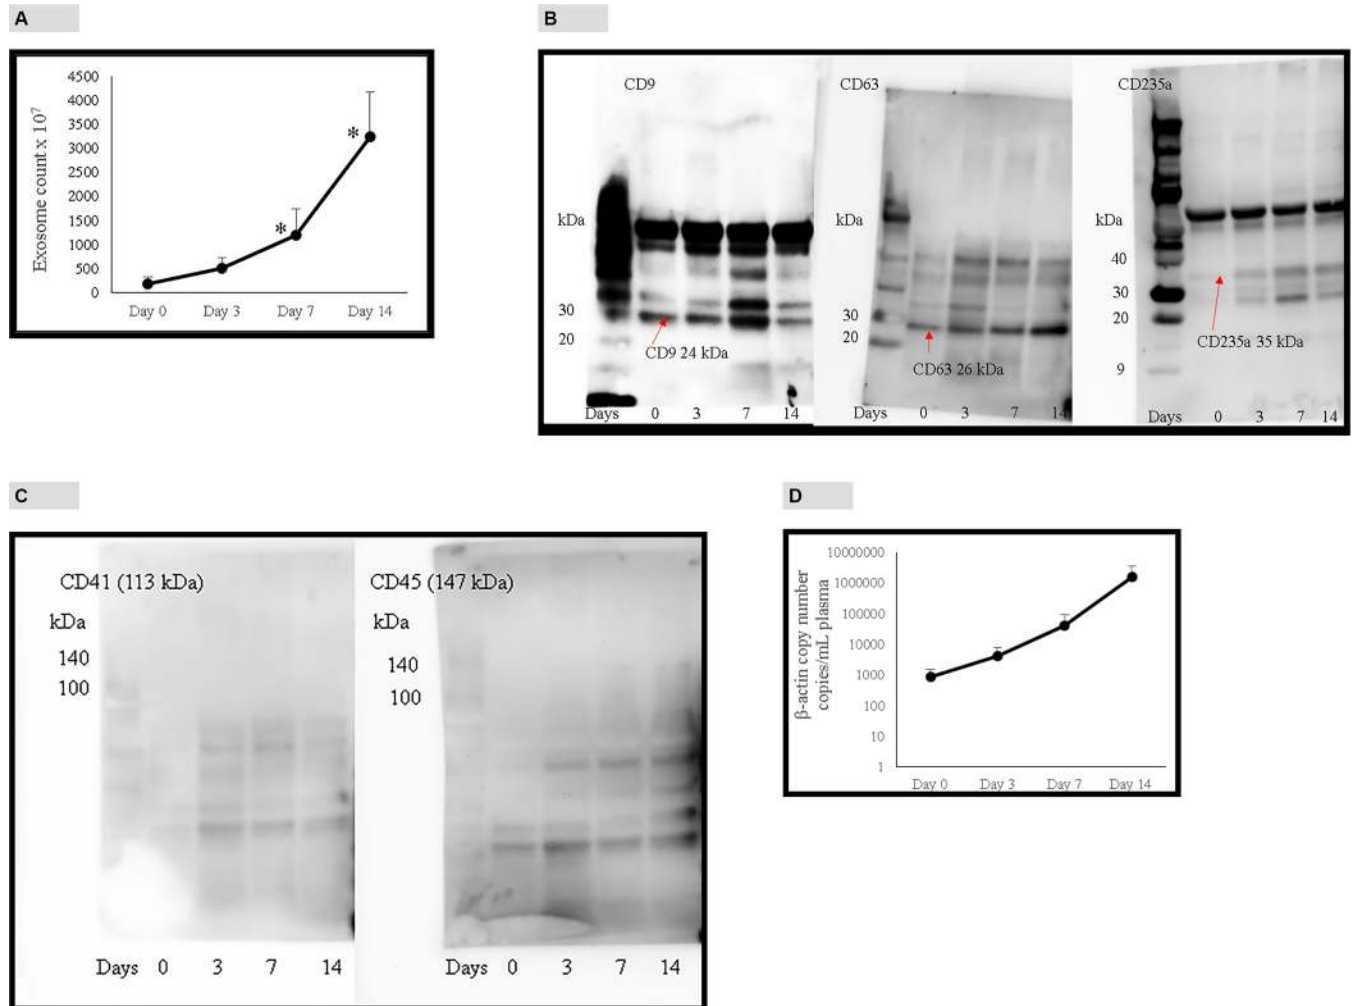 A
Exosome count x 10⁷
4500
4000
3500
3000
2500
2000
1500
1000
500
0
*
*
Day 0 Day 3 Day 7 Day 14
B
CD9
kDa
30
20
CD9 24 kDa
Days 0 3 7 14
CD63
kDa
30
20
CD63 26 kDa
Days 0 3 7 14
CD235a
kDa
40
30
20
9
CD235a 35 kDa
Days 0 3 7 14
C
CD41 (113 kDa)
kDa
140
100
Days 0 3 7 14
CD45 (147 kDa)
kDa
140
100
Days 0 3 7 14
D
β-actin copy number
copies/mL plasma
10000000
1000000
100000
10000
1000
100
10
1
Day 0 Day 3 Day 7 Day 14